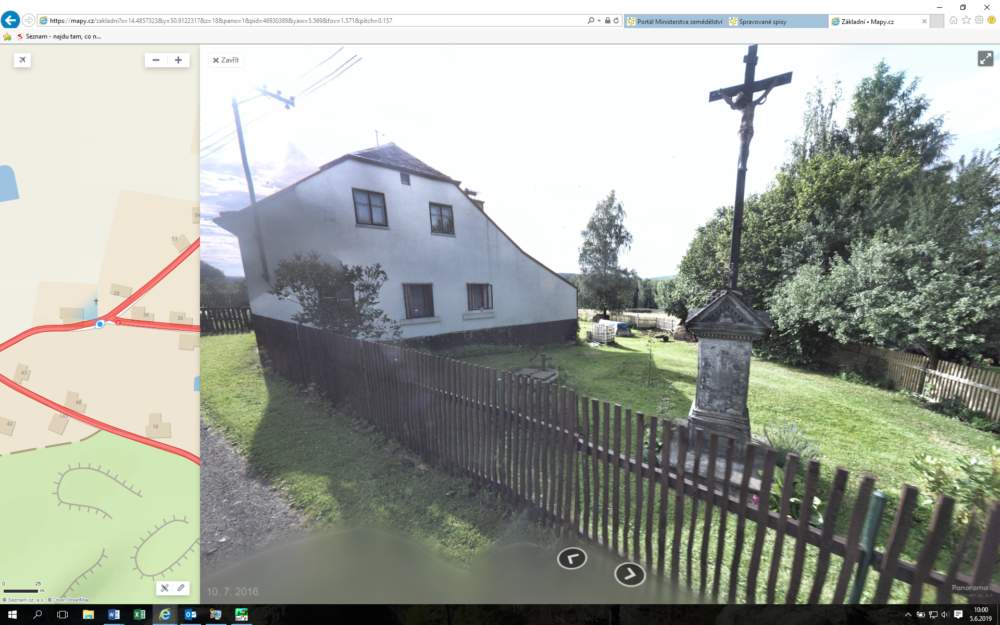 https://mapy.cz/zakladni?x=14.4857323&y=50.9122317&z=18&pano=1&pid=46930389&yaw=5.569&fov=1.571&pitch=0.157
Portál Ministerstva zemědělství
Spravované spisy
Základní • Mapy.cz
Seznam - najdu tam, co n...
Zavřít
54
53
29
35
36
43
46
143
42
16
0 25
m
© Seznam.cz, a.s., © OpenStreetMap
10. 7. 2016
Panorama
© Seznam.cz, a.s.
10:00
5.6.2019